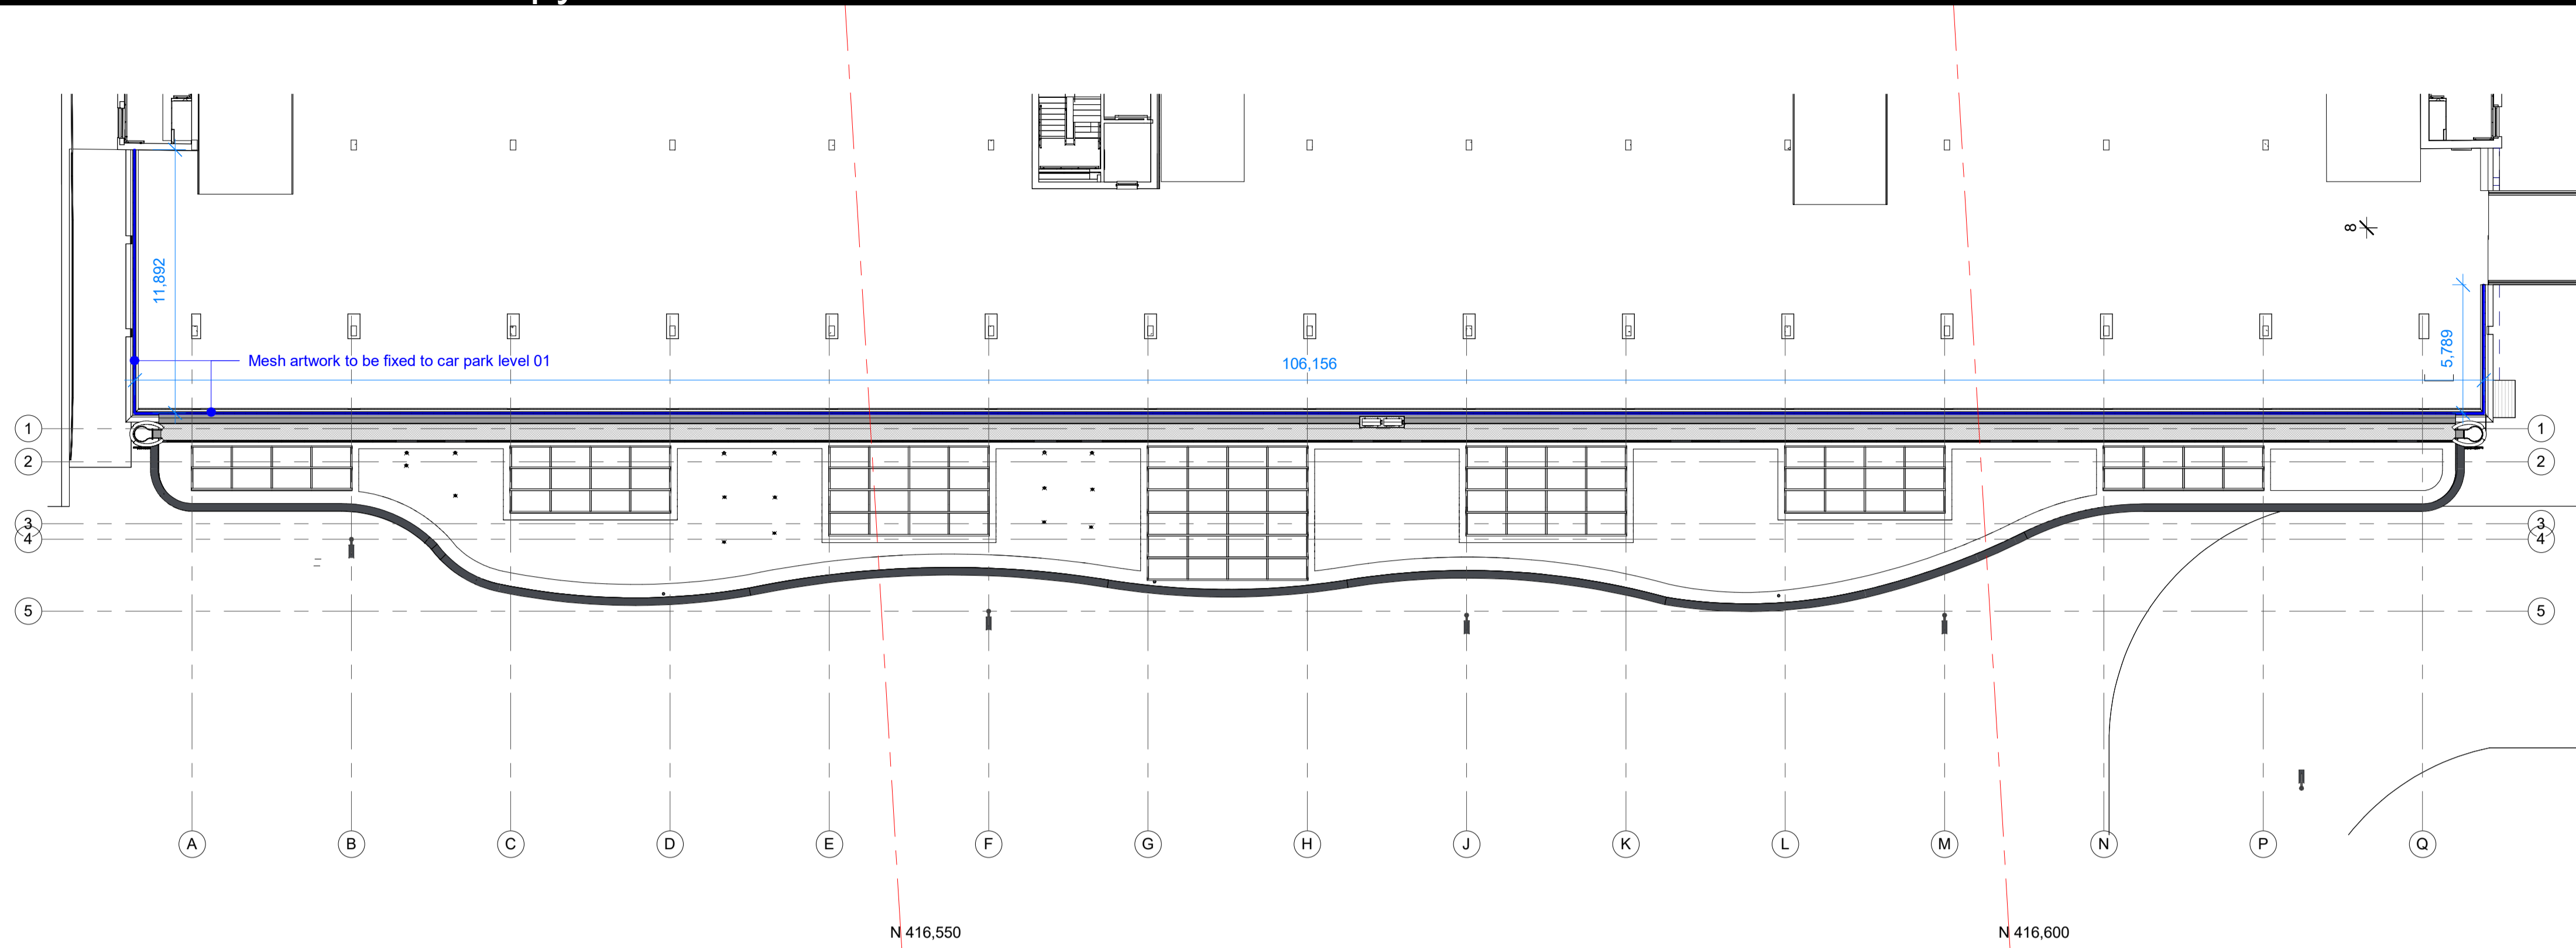 11,892
8
Mesh artwork to be fixed to car park level 01
106,156
5,789
1
1
2
2
3
3
4
4
5
5
A
B
C
D
E
F
G
H
J
K
L
M
N
P
Q
N 416,550
N 416,600